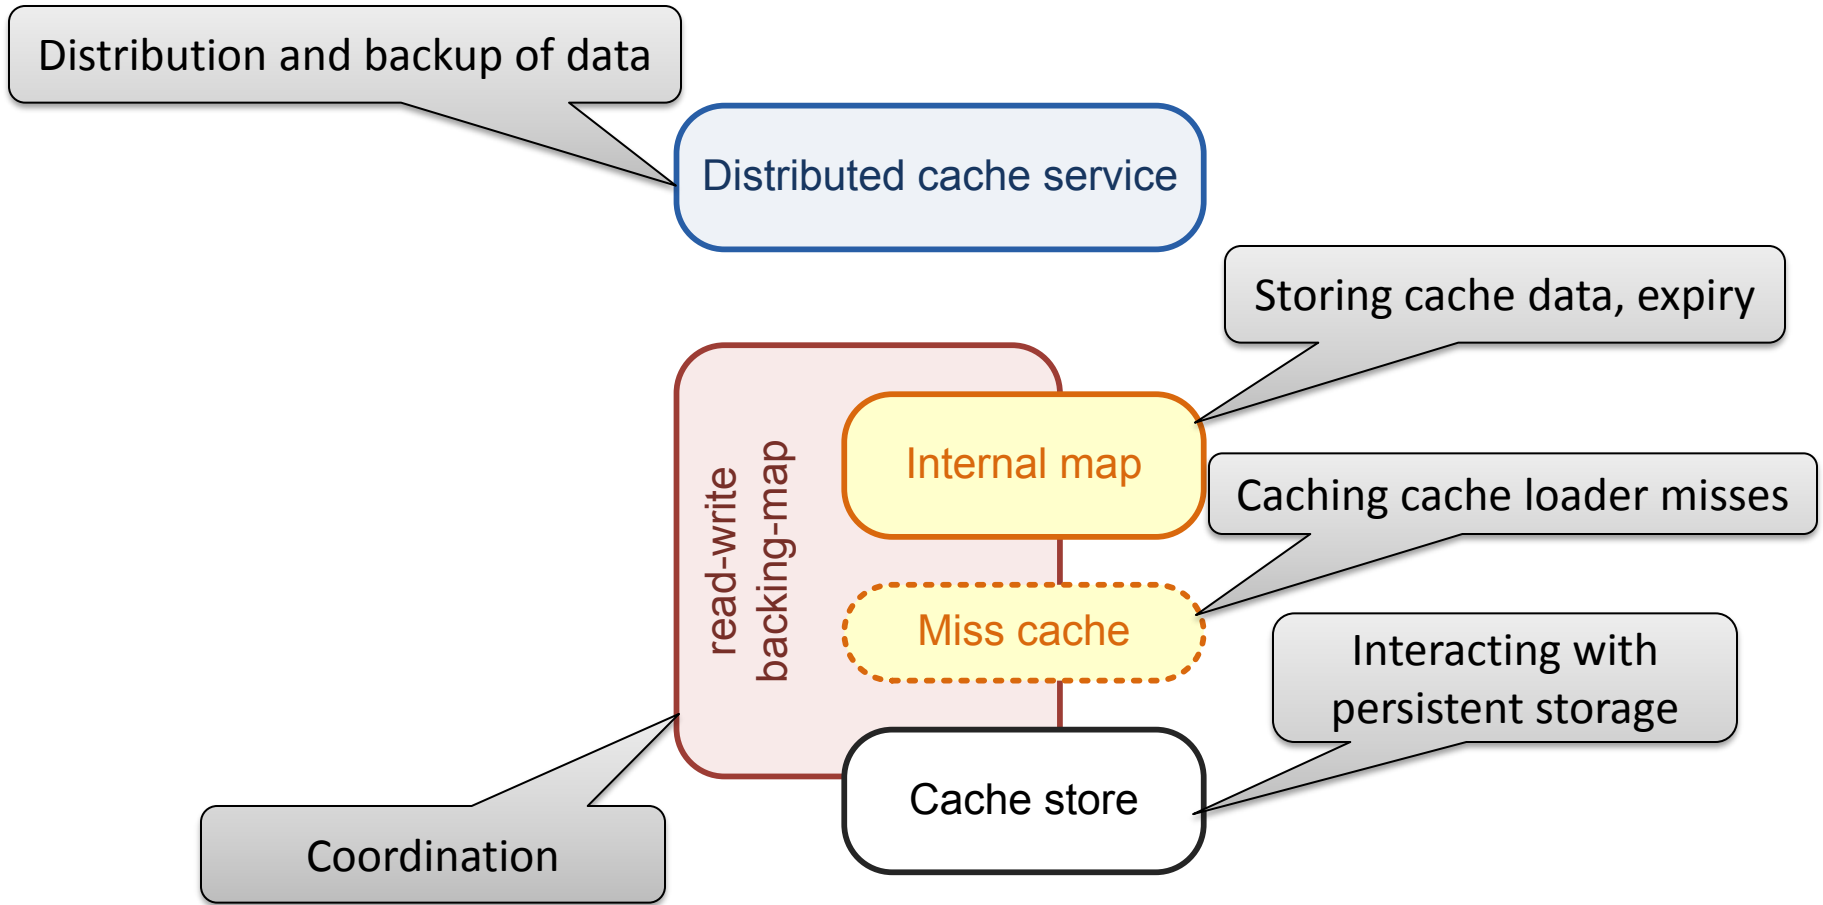 Distribution and backup of data
Distributed cache service
Storing cache data, expiry
Internal map
read-write
backing-map
Caching cache loader misses
Miss cache
Interacting with
persistent storage
Cache store
Coordination